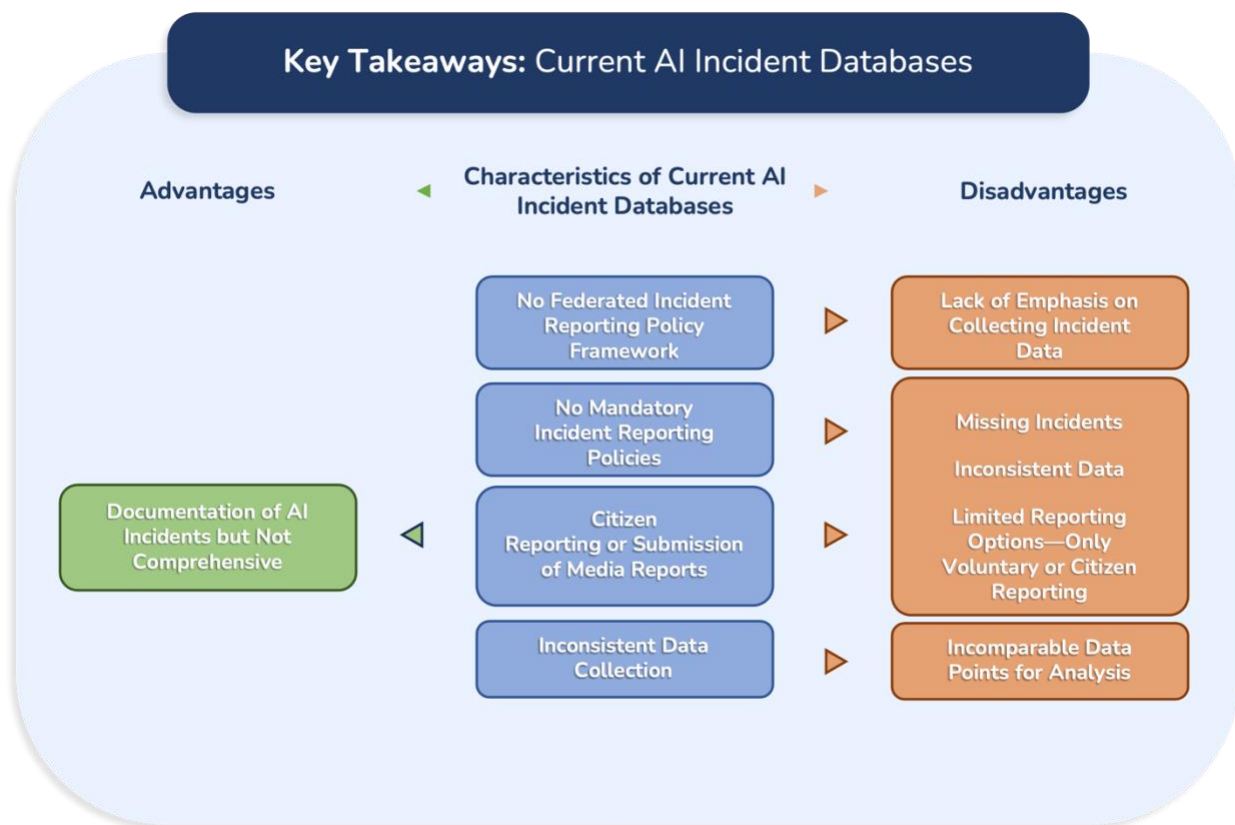 Key Takeaways: Current AI Incident Databases
Advantages
Characteristics of Current AI
Incident Databases
Disadvantages
No Federated Incident
Reporting Policy
Framework
Lack of Emphasis on
Collecting Incident
Data
No Mandatory
Incident Reporting
Policies
Missing Incidents
Inconsistent Data
Limited Reporting
Options—Only
Voluntary or Citizen
Reporting
Documentation of AI
Incidents but Not
Comprehensive
Citizen
Reporting or Submission
of Media Reports
Inconsistent Data
Collection
Incomparable Data
Points for Analysis